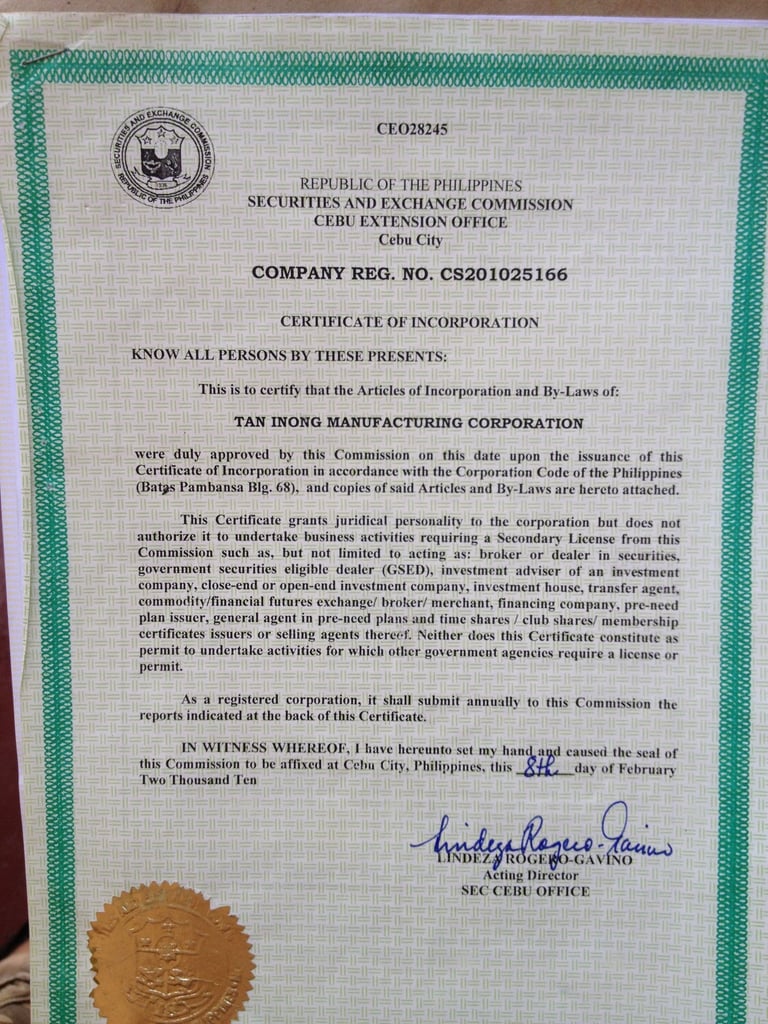 CEO28245
SECURITIES AND EXCHANGE COMMISSION
REPUBLIC OF THE PHILIPPINES
REPUBLIC OF THE PHILIPPINES
SECURITIES AND EXCHANGE COMMISSION
CEBU EXTENSION OFFICE
Cebu City
COMPANY REG. NO. CS201025166
CERTIFICATE OF INCORPORATION
KNOW ALL PERSONS BY THESE PRESENTS:
This is to certify that the Articles of Incorporation and By-Laws of:
TAN INONG MANUFACTURING CORPORATION
were duly approved by this Commission on this date upon the issuance of this
Certificate of Incorporation in accordance with the Corporation Code of the Philippines
(Batas Pambansa Blg. 68), and copies of said Articles and By-Laws are hereto attached.
This Certificate grants juridical personality to the corporation but does not
authorize it to undertake business activities requiring a Secondary License from this
Commission such as, but not limited to acting as: broker or dealer in securities,
government securities eligible dealer (GSED), investment adviser of an investment
company, close-end or open-end investment company, investment house, transfer agent,
commodity/financial futures exchange/ broker/ merchant, financing company, pre-need
plan issuer, general agent in pre-need plans and time shares / club shares/ membership
certificates issuers or selling agents thereof. Neither does this Certificate constitute as
permit to undertake activities for which other government agencies require a license or
permit.
As a registered corporation, it shall submit annually to this Commission the
reports indicated at the back of this Certificate.
IN WITNESS WHEREOF, I have hereunto set my hand and caused the seal of
this Commission to be affixed at Cebu City, Philippines, this 8th day of February
Two Thousand Ten
Lindeza Rogero-Gavino
LINDEZA ROGERO-GAVINO
Acting Director
SEC CEBU OFFICE